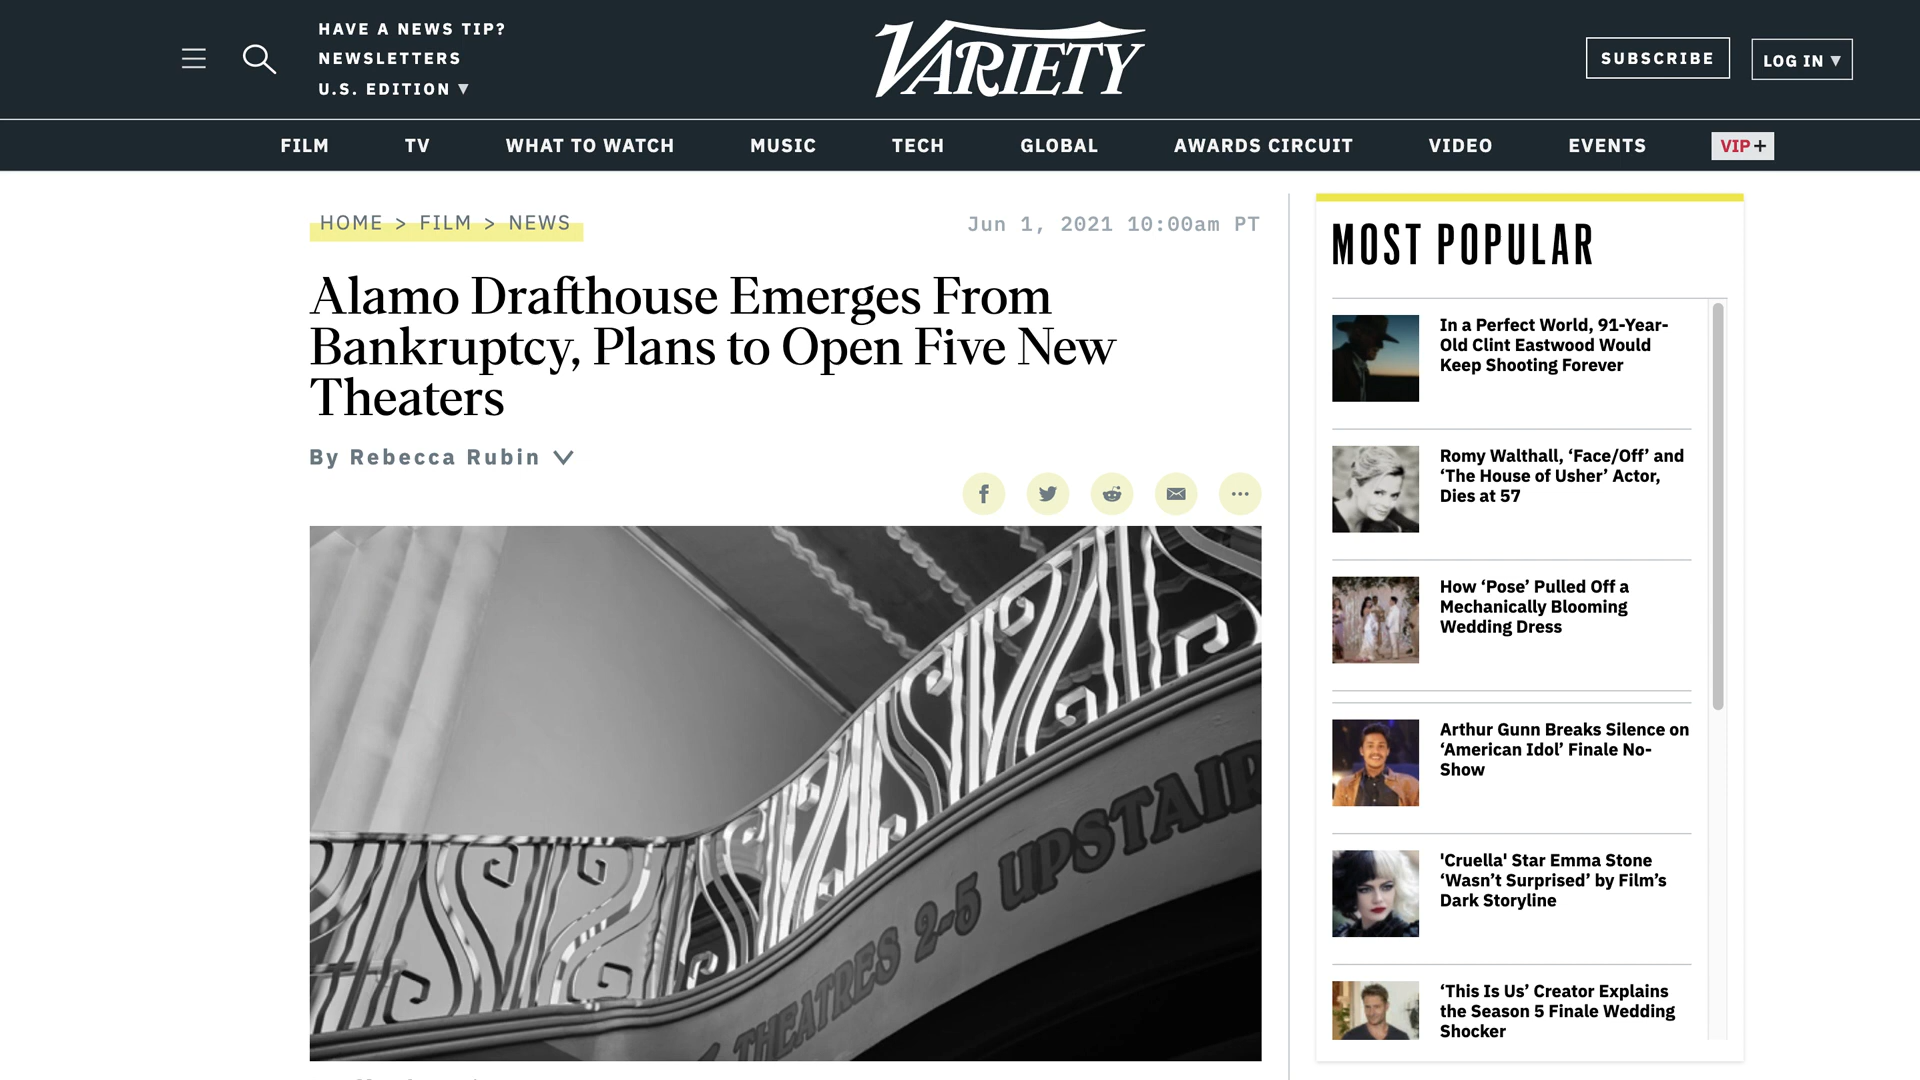 HAVE A NEWS TIP?
NEWSLETTERS
U.S. EDITION ▼
VARIETY
SUBSCRIBE
LOG IN ▼
FILM TV WHAT TO WATCH MUSIC TECH GLOBAL AWARDS CIRCUIT VIDEO EVENTS VIP+
HOME > FILM > NEWS
Jun 1, 2021 10:00am PT
Alamo Drafthouse Emerges From
Bankruptcy, Plans to Open Five New
Theaters
By Rebecca Rubin
THEATRES 2-5 UPSTAIR
MOST POPULAR
In a Perfect World, 91-Year-
Old Clint Eastwood Would
Keep Shooting Forever
Romy Walthall, ‘Face/Off’ and
‘The House of Usher’ Actor,
Dies at 57
How ‘Pose’ Pulled Off a
Mechanically Blooming
Wedding Dress
Arthur Gunn Breaks Silence on
‘American Idol’ Finale No-
Show
'Cruella' Star Emma Stone
‘Wasn’t Surprised’ by Film’s
Dark Storyline
‘This Is Us’ Creator Explains
the Season 5 Finale Wedding
Shocker